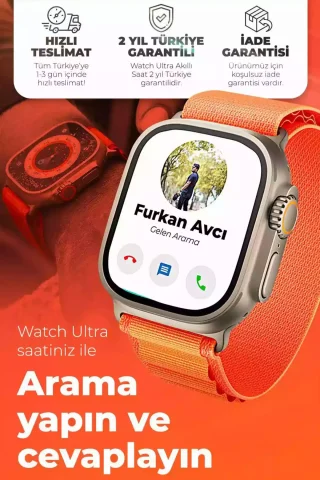 HIZLI
TESLİMAT
Tüm Türkiye'ye
1-3 gün içinde
hızlı teslimat!
2 YIL TÜRKİYE
GARANTİLİ
Watch Ultra Akıllı
Saat 2 yıl Türkiye
garantildir.
İADE
GARANTİSİ
Ürünümüz için
koşulsuz iade
garantisi vardır.
Furkan Avcı
Gelen Arama
Watch Ultra
saatiniz ile
Arama
yapın ve
cevaplayın